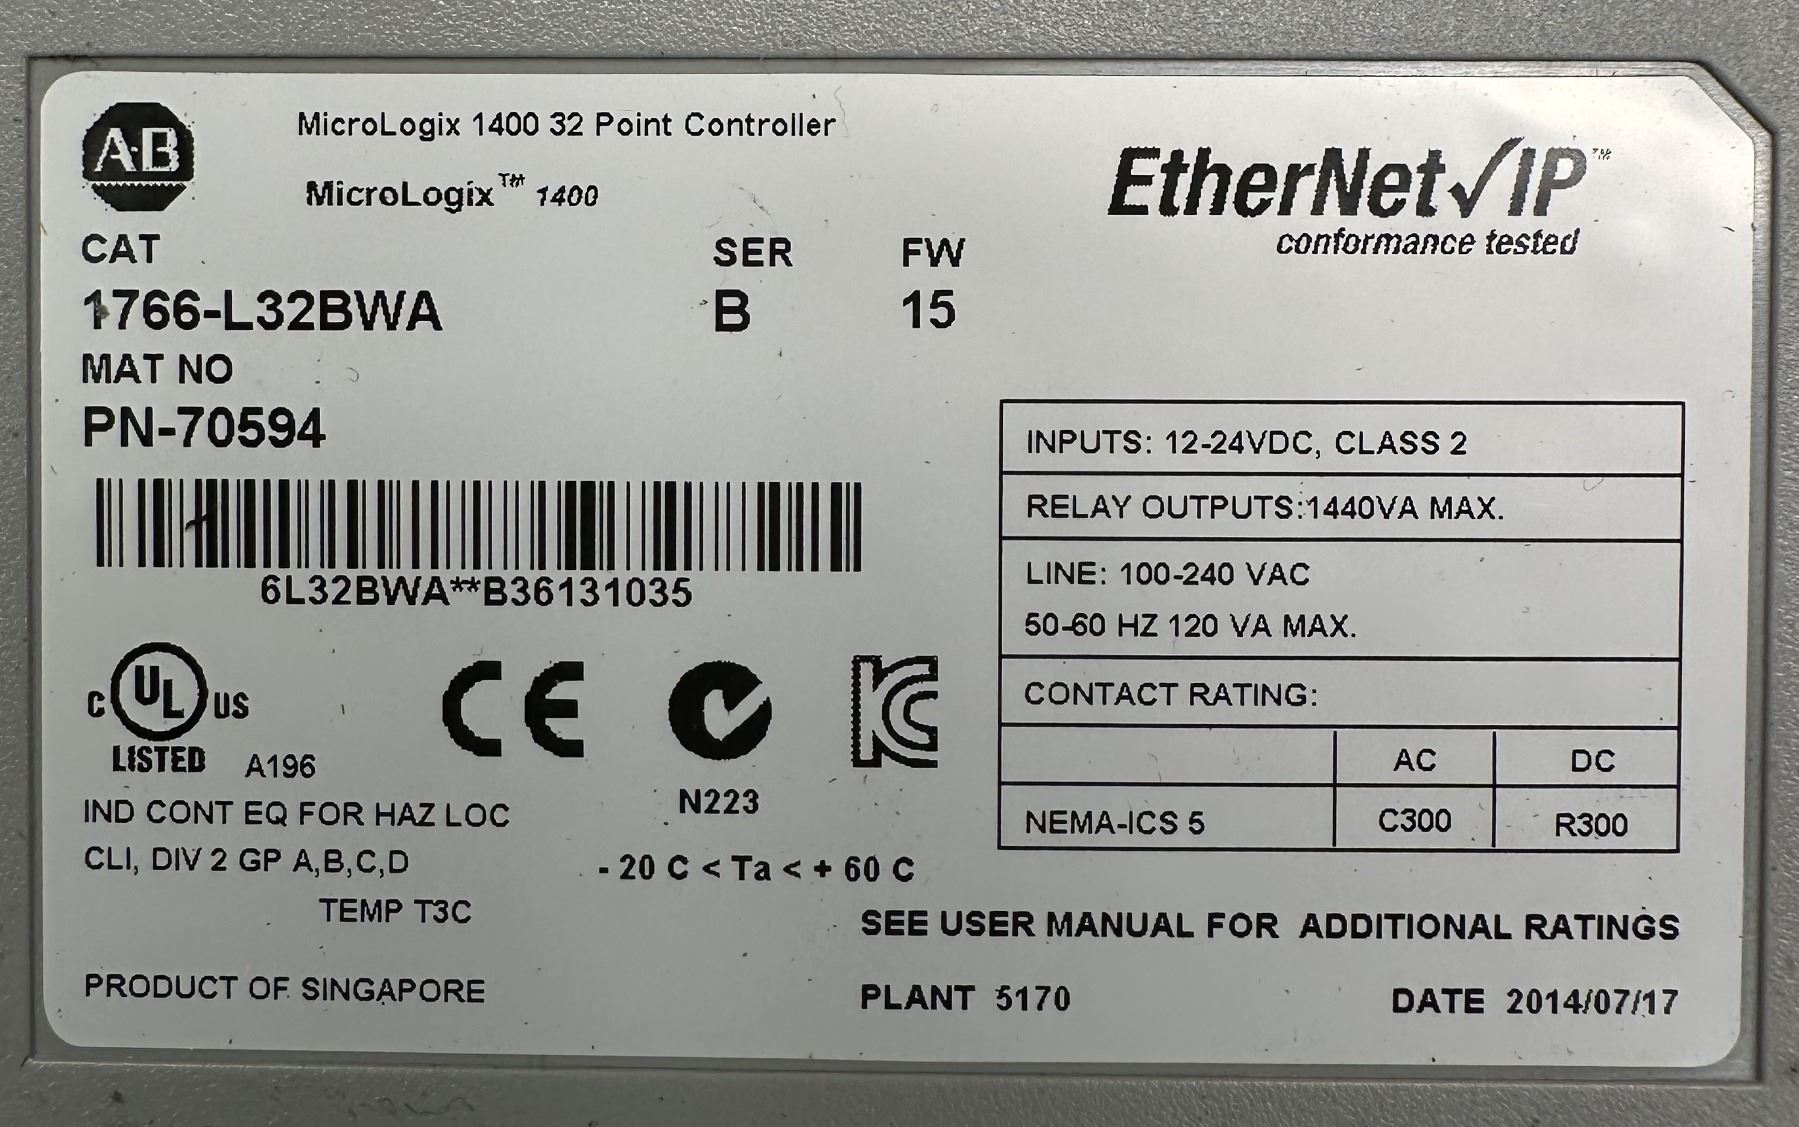 AB
MicroLogix 1400 32 Point Controller
MicroLogix™ 1400
EtherNet/IP™
conformance tested
CAT SER FW
1766-L32BWA B 15
MAT NO
PN-70594
6L32BWA**B36131035
INPUTS: 12-24VDC, CLASS 2
RELAY OUTPUTS:1440VA MAX.
LINE: 100-240 VAC
50-60 HZ 120 VA MAX.
CONTACT RATING:
AC DC
NEMA-ICS 5 C300 R300
C UL US
LISTED A196
CE
N223
KC
IND CONT EQ FOR HAZ LOC
CLI, DIV 2 GP A,B,C,D
TEMP T3C
- 20 C < Ta < + 60 C
SEE USER MANUAL FOR ADDITIONAL RATINGS
PRODUCT OF SINGAPORE
PLANT 5170
DATE 2014/07/17